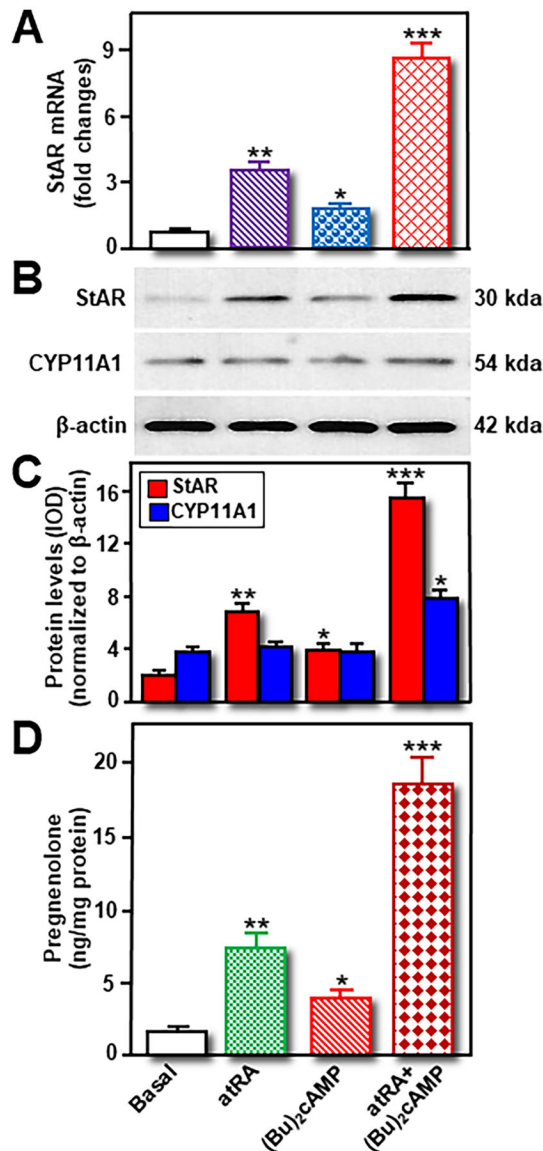 A
StAR mRNA
(fold changes)
9
6
3
0
**
*
***
B
StAR
30 kda
CYP11A1
54 kda
β-actin
42 kda
C
Protein levels (IOD)
(normalized to β-actin)
16
12
8
4
0
StAR
CYP11A1
**
*
***
*
D
Pregnenolone
(ng/mg protein)
20
15
10
5
0
**
*
***
Basal
atRA
(Bu)₂cAMP
atRA+
(Bu)₂cAMP